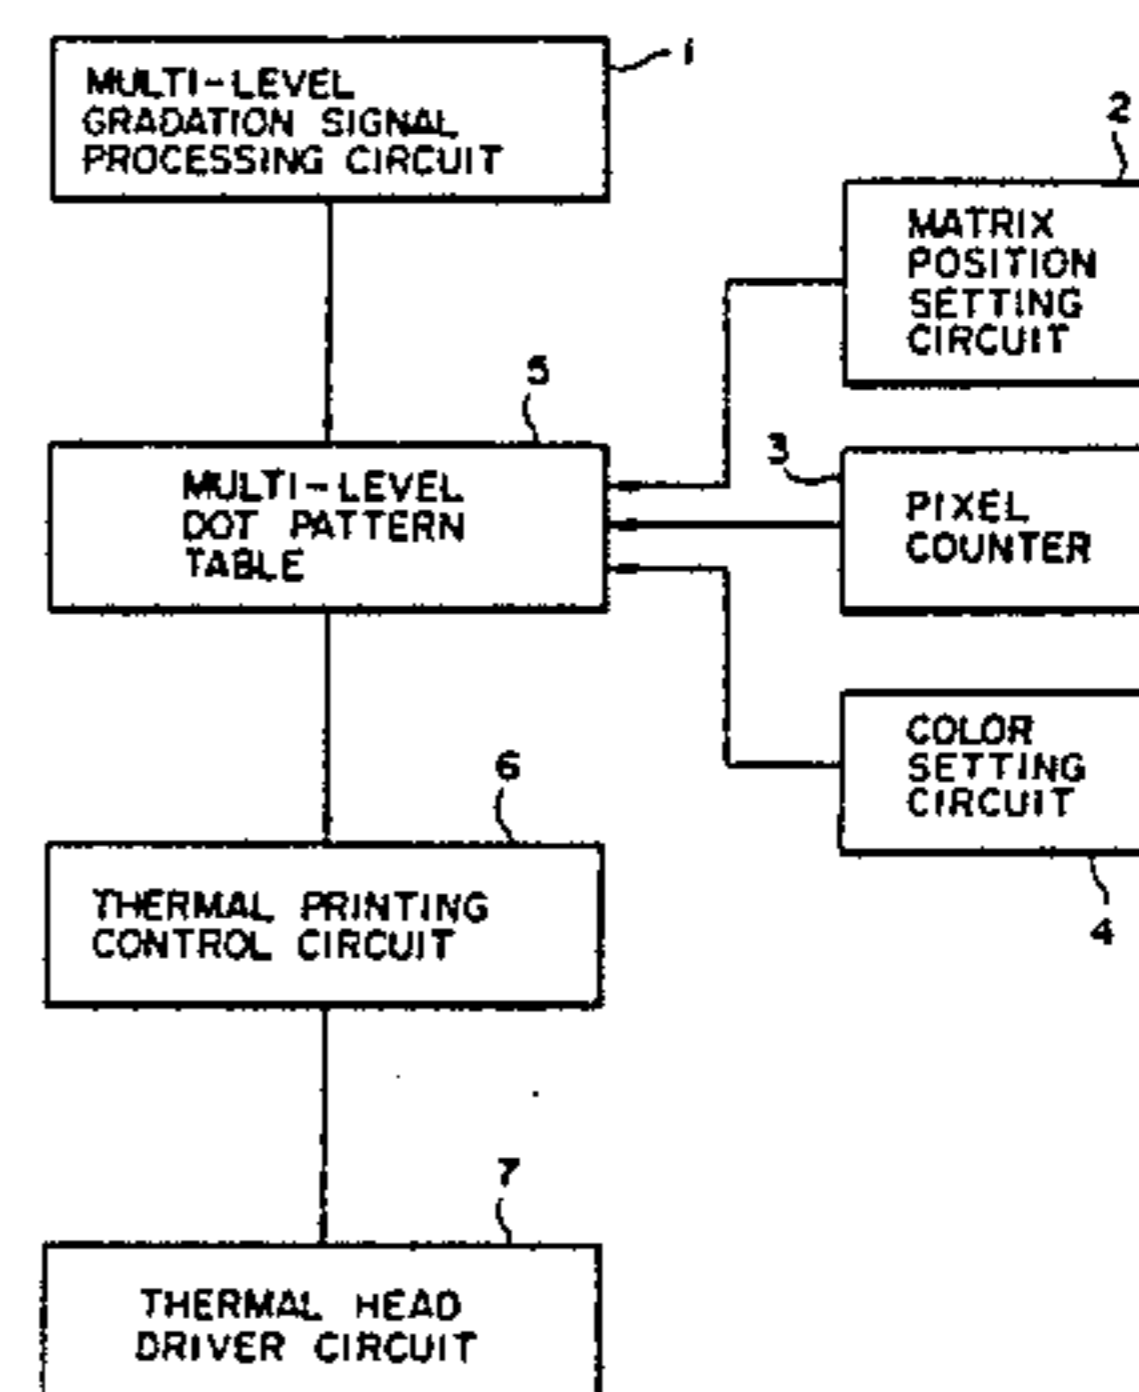 1
MULTI-LEVEL
GRADATION SIGNAL
PROCESSING CIRCUIT
2
MATRIX
POSITION
SETTING
CIRCUIT
5
MULTI-LEVEL
DOT PATTERN
TABLE
3
PIXEL
COUNTER
COLOR
SETTING
CIRCUIT
4
6
THERMAL PRINTING
CONTROL CIRCUIT
7
THERMAL HEAD
DRIVER CIRCUIT